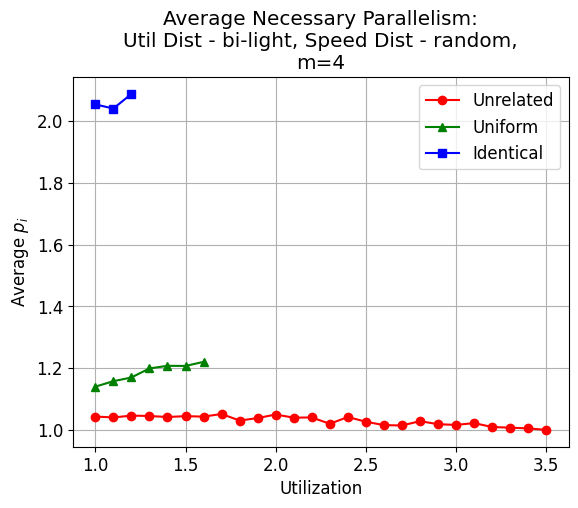 Average Necessary Parallelism:
Util Dist - bi-light, Speed Dist - random,
m=4
Unrelated
Uniform
Identical
Average $p_i$
2.0
1.8
1.6
1.4
1.2
1.0
1.0 1.5 2.0 2.5 3.0 3.5
Utilization